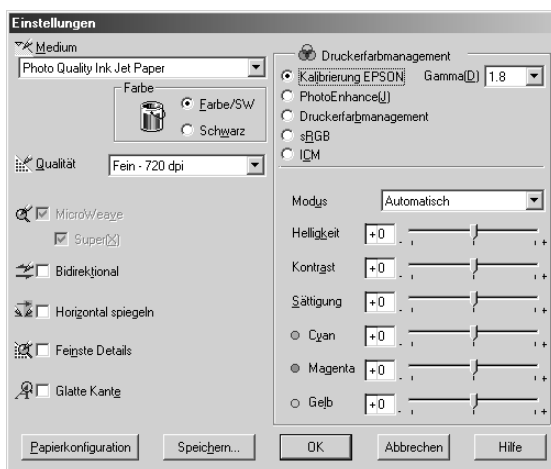 Einstellungen
Medium
Photo Quality Ink Jet Paper
Farbe
Farbe/SW
Schwarz
Qualität
Fein - 720 dpi
MicroWeave
Super(X)
Bidirektional
Horizontal spiegeln
Feinste Details
Glatte Kante
Druckerfarbmanagement
Kalibrierung EPSON
Gamma(D)
1.8
PhotoEnhance(J)
Druckerfarbmanagement
sRGB
ICM
Modus
Automatisch
Helligkeit +0 - +
Kontrast +0 - +
Sättigung +0 - +
Cyan +0 - +
Magenta +0 - +
Gelb +0 - +
Papierkonfiguration
Speichern...
OK
Abbrechen
Hilfe